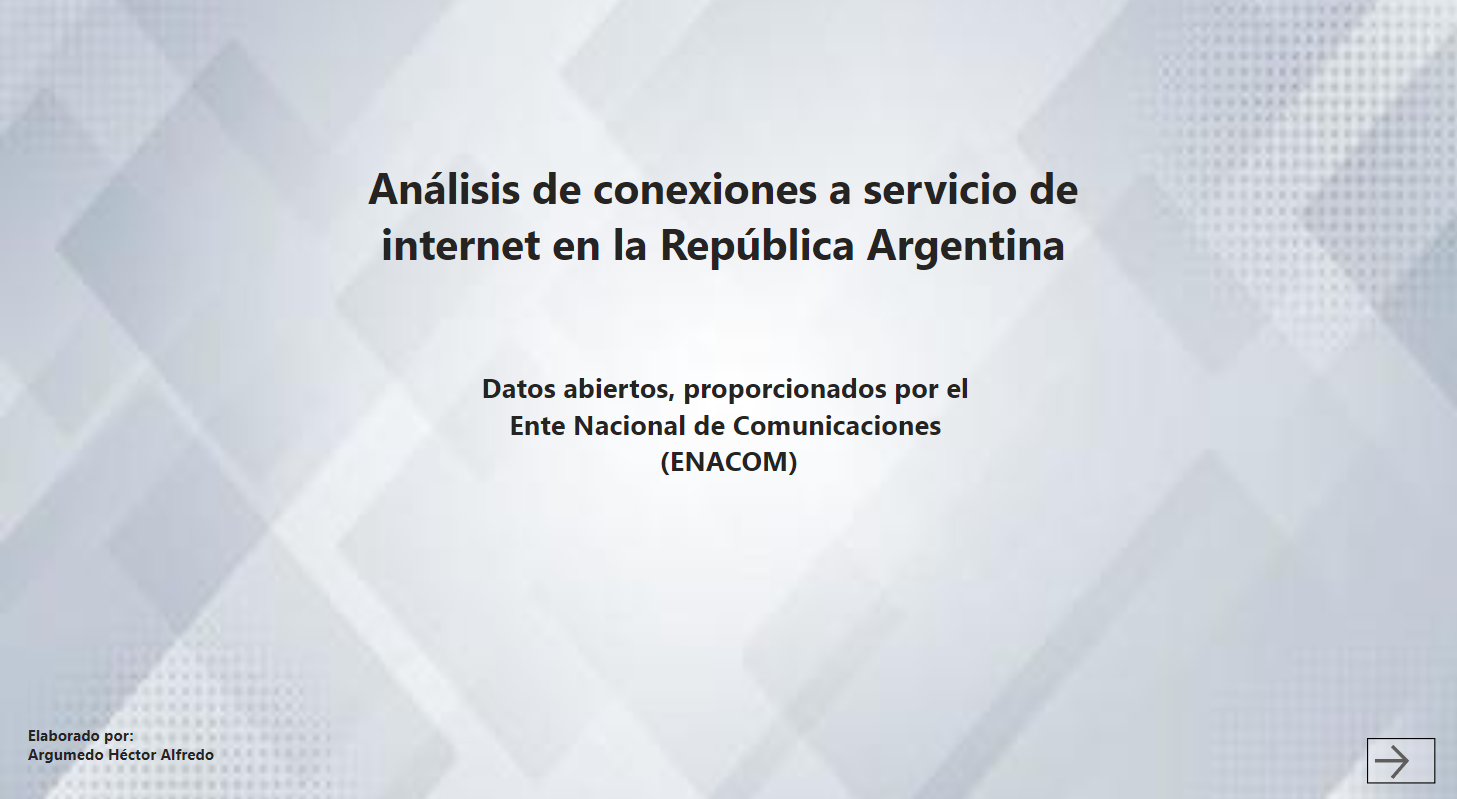 Análisis de conexiones a servicio de
internet en la República Argentina
Datos abiertos, proporcionados por el
Ente Nacional de Comunicaciones
(ENACOM)
Elaborado por:
Argumedo Héctor Alfredo